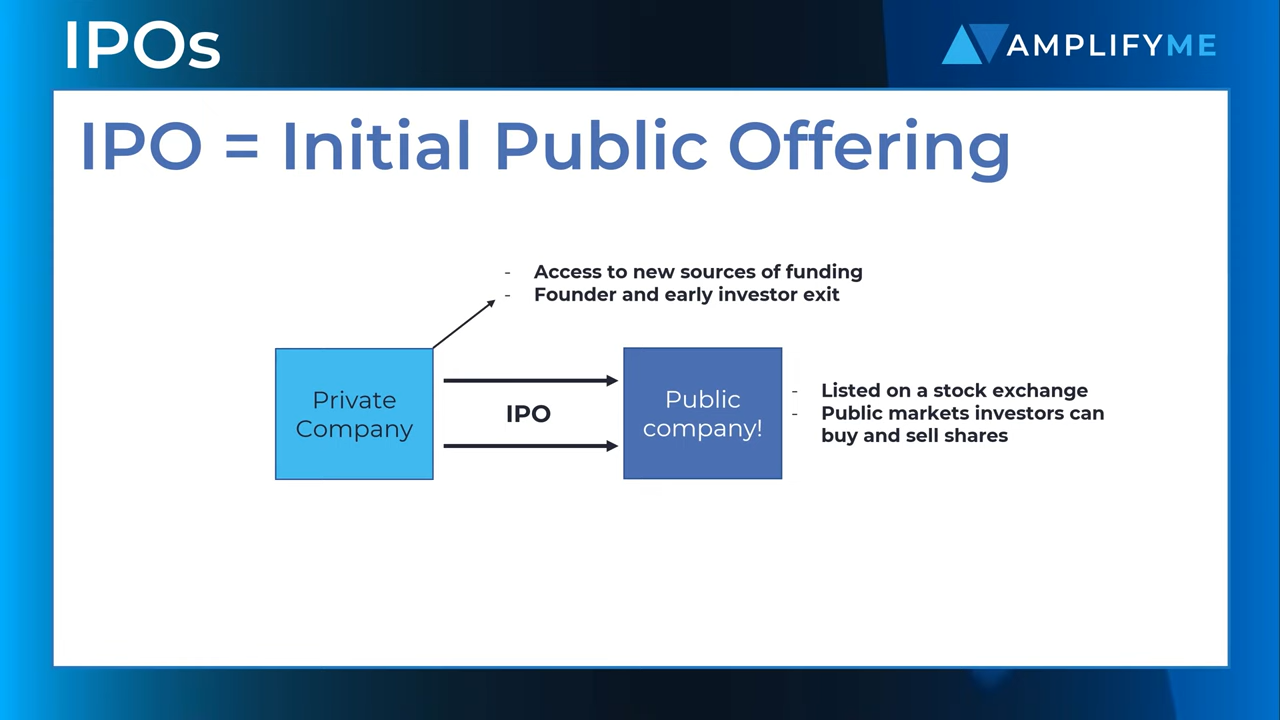 IPOs
AMPLIFYME
IPO = Initial Public Offering
- Access to new sources of funding
- Founder and early investor exit
Private
Company
IPO
Public
company!
- Listed on a stock exchange
- Public markets investors can
buy and sell shares